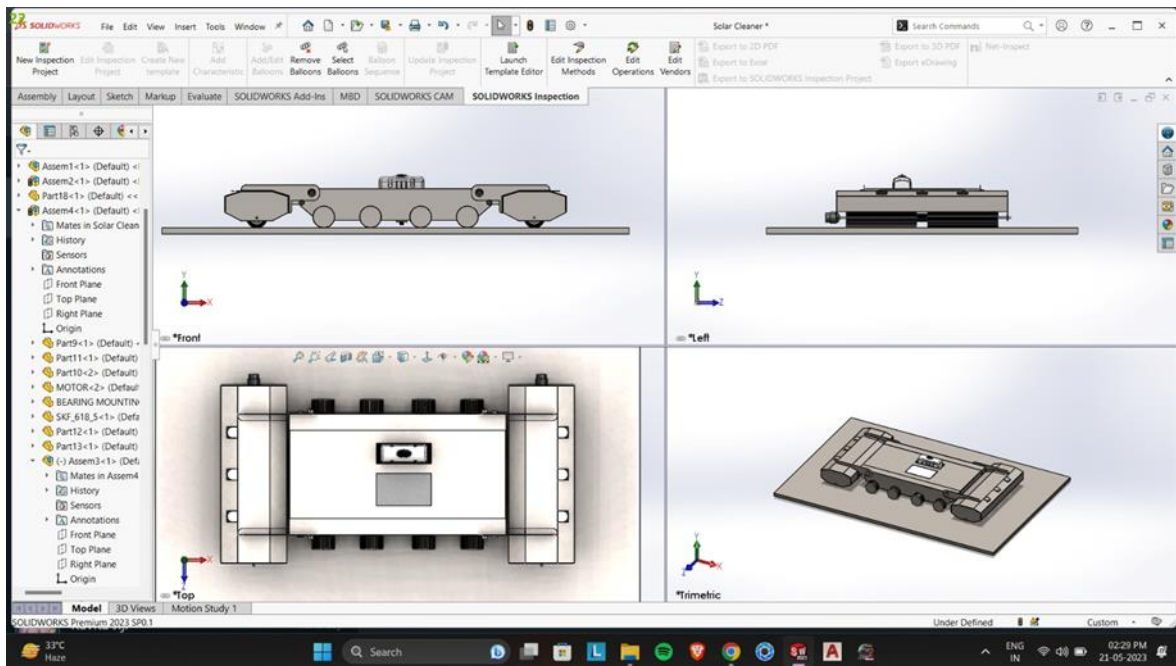 SOLIDWORKS File Edit View Insert Tools Window Solar Cleaner * Search Commands
New Inspection Project Edit Inspection Project Create New template Add Characteristic Add/Edit Balloons Remove Balloons Select Balloons Balloon Sequence Update Inspection Project Launch Template Editor Edit Inspection Methods Edit Operations Edit Vendors
Export to 2D PDF Export to 3D PDF Net-Inspect
Export to Excel Export eDrawing
Export to SOLIDWORKS Inspection Project
Assembly Layout Sketch Markup Evaluate SOLIDWORKS Add-Ins MBD SOLIDWORKS CAM SOLIDWORKS Inspection
Assem1<1> (Default) <
Assem2<1> (Default) <
Part18<1> (Default) <<
Assem4<1> (Default) <
Mates in Solar Clean
History
Sensors
Annotations
Front Plane
Top Plane
Right Plane
Origin
Part9<1> (Default)
Part11<1> (Default)
Part10<2> (Default)
MOTOR<2> (Defaul
BEARING MOUNTIN
SKF_618_5<1> (Defa
Part12<1> (Default)
Part13<1> (Default)
(-) Assem3<1> (Def
Mates in Assem4
History
Sensors
Annotations
Front Plane
Top Plane
Right Plane
Origin
Y
X
*Front
Y
Z
*Left
X
Z
*Top
Y
Z
X
*Trimetric
Model 3D Views Motion Study 1
SOLIDWORKS Premium 2023 SP0.1 Under Defined Custom
33°C
Haze
Search
ENG
IN
02:29 PM
21-05-2023